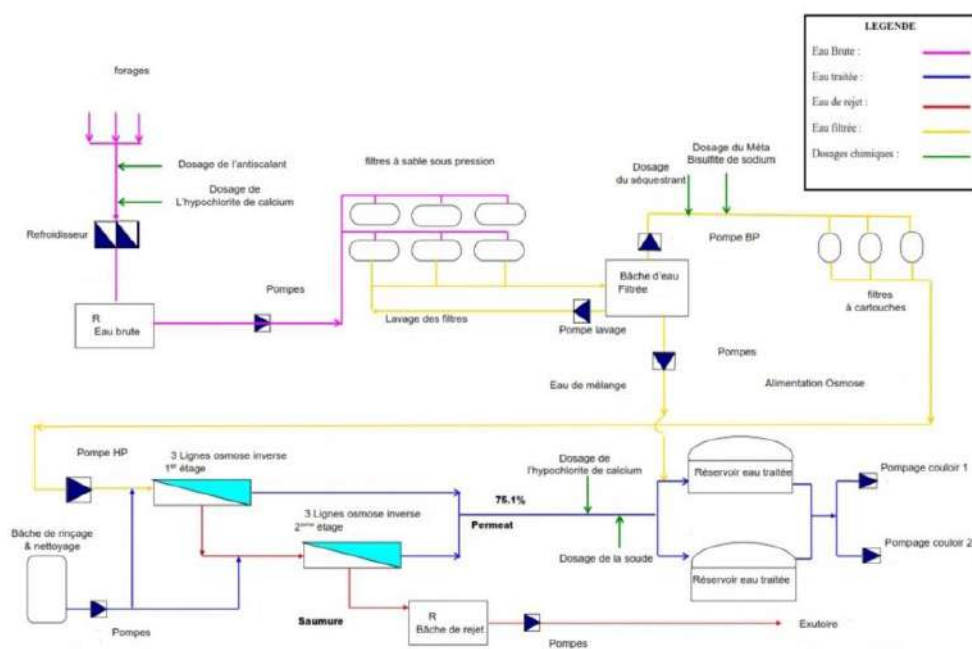 LEGENDE
Eau Brute :
Eau traitée:
Eau de rejet :
Eau filtrée :
Dosages chimiques :
forages
Dosage de l'antiscalant
Dosage de
L'hypochlorite de calcium
Refroidisseur
R
Eau brute
Pompes
filtres à sable sous pression
Lavage des filtres
Pompe lavage
Bâche d'eau
Filtrée
Dosage
du séquestrant
Dosage du Méta
Bisulfite de sodium
Pompe BP
filtres
à cartouches
Pompes
Eau de mélange
Alimentation Osmose
Pompe HP
3 Lignes osmose inverse
1er étage
3 Lignes osmose inverse
2ème étage
Bâche de rinçage
& nettoyage
Pompes
Saumure
R
Bâche de rejet
Pompes
Exutoire
75.1%
Permeat
Dosage de
l'hypochlorite de calcium
Dosage de la soude
Réservoir eau traitée
Réservoir eau traitée
Pompage couloir 1
Pompage couloir 2